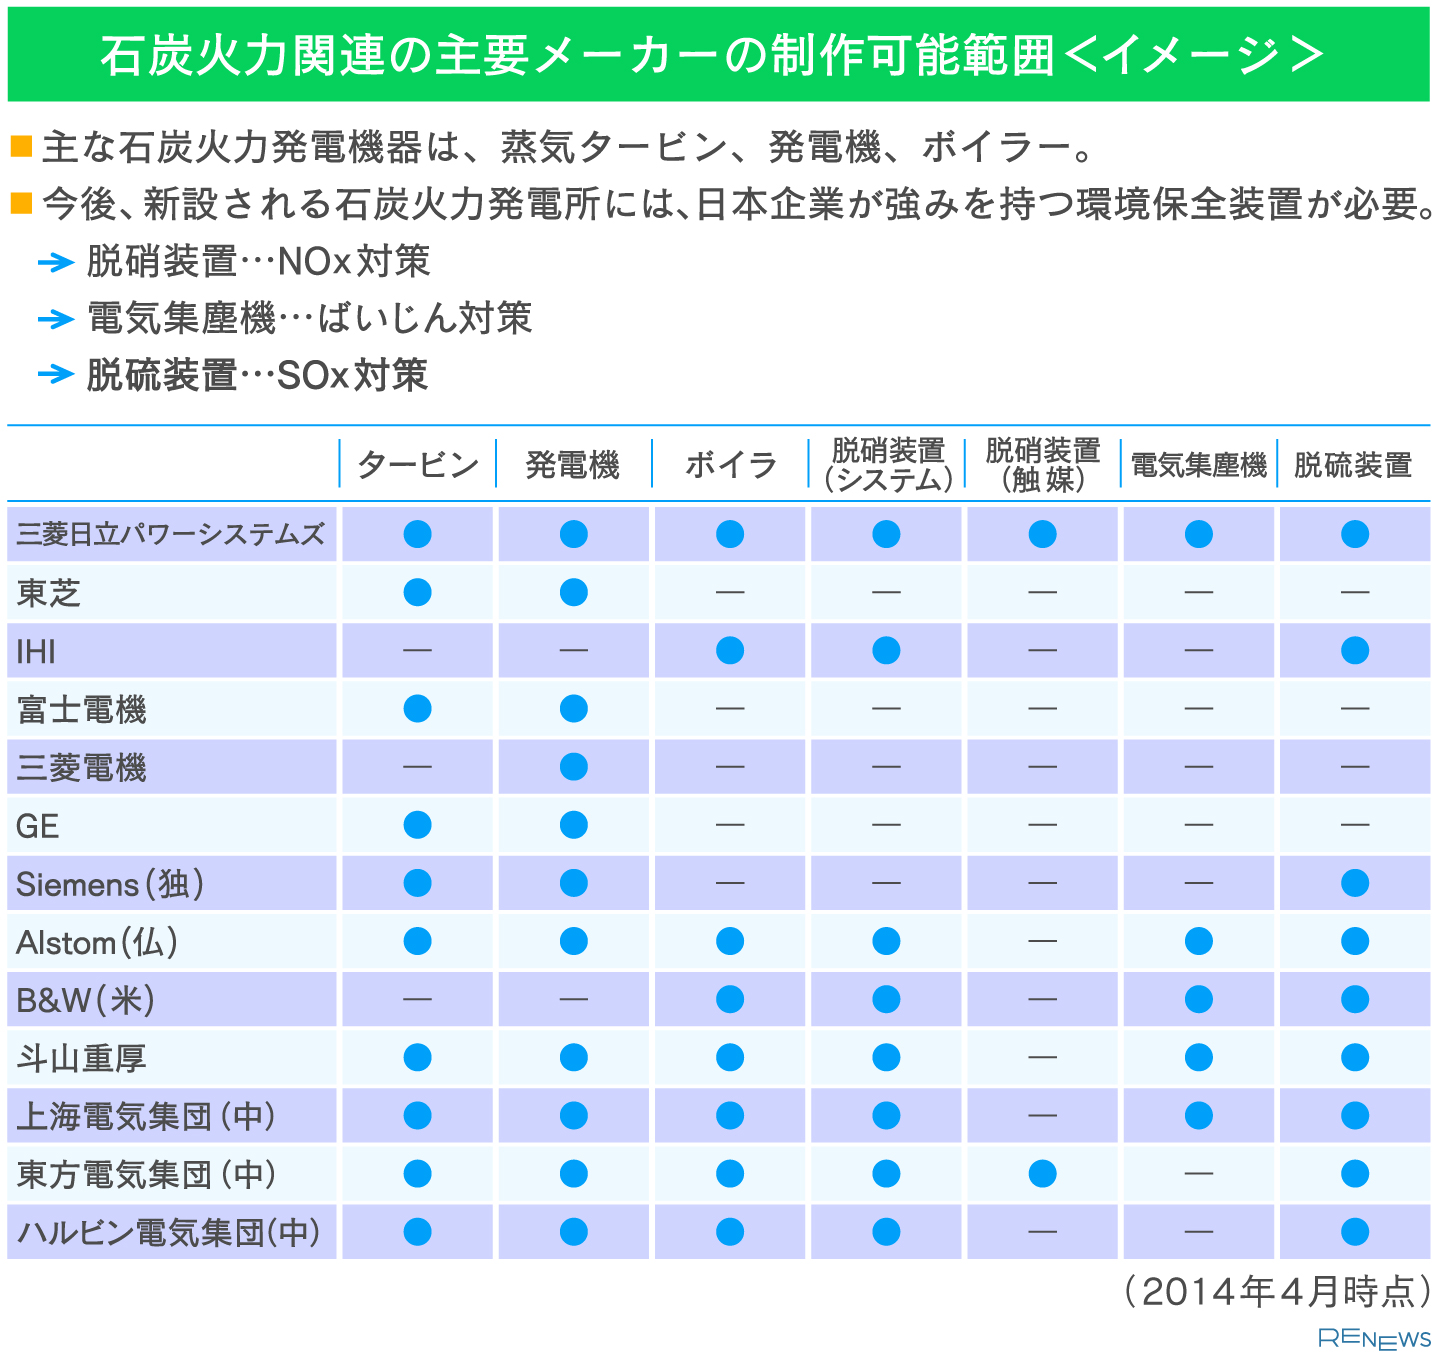 石炭火力関連の主要メーカーの制作可能範囲＜イメージ＞
■ 主な石炭火力発電機器は、蒸気タービン、発電機、ボイラー。
■ 今後、新設される石炭火力発電所には、日本企業が強みを持つ環境保全装置が必要。
→ 脱硝装置…NOx対策
→ 電気集塵機…ばいじん対策
→ 脱硫装置…SOx対策
タービン 発電機 ボイラ 脱硝装置（システム） 脱硝装置（触媒） 電気集塵機 脱硫装置
三菱日立パワーシステムズ ● ● ● ● ● ● ●
東芝 ● ● — — — — —
IHI — — ● ● — — ●
富士電機 ● ● — — — — —
三菱電機 — ● — — — — —
GE ● ● — — — — —
Siemens（独） ● ● — — — — ●
Alstom（仏） ● ● ● ● — ● ●
B&W（米） — — ● ● — ● ●
斗山重厚 ● ● ● ● — ● ●
上海電気集団（中） ● ● ● ● — ● ●
東方電気集団（中） ● ● ● ● ● — ●
ハルビン電気集団（中） ● ● ● ● — — ●
（2014年4月時点）
RENEWS